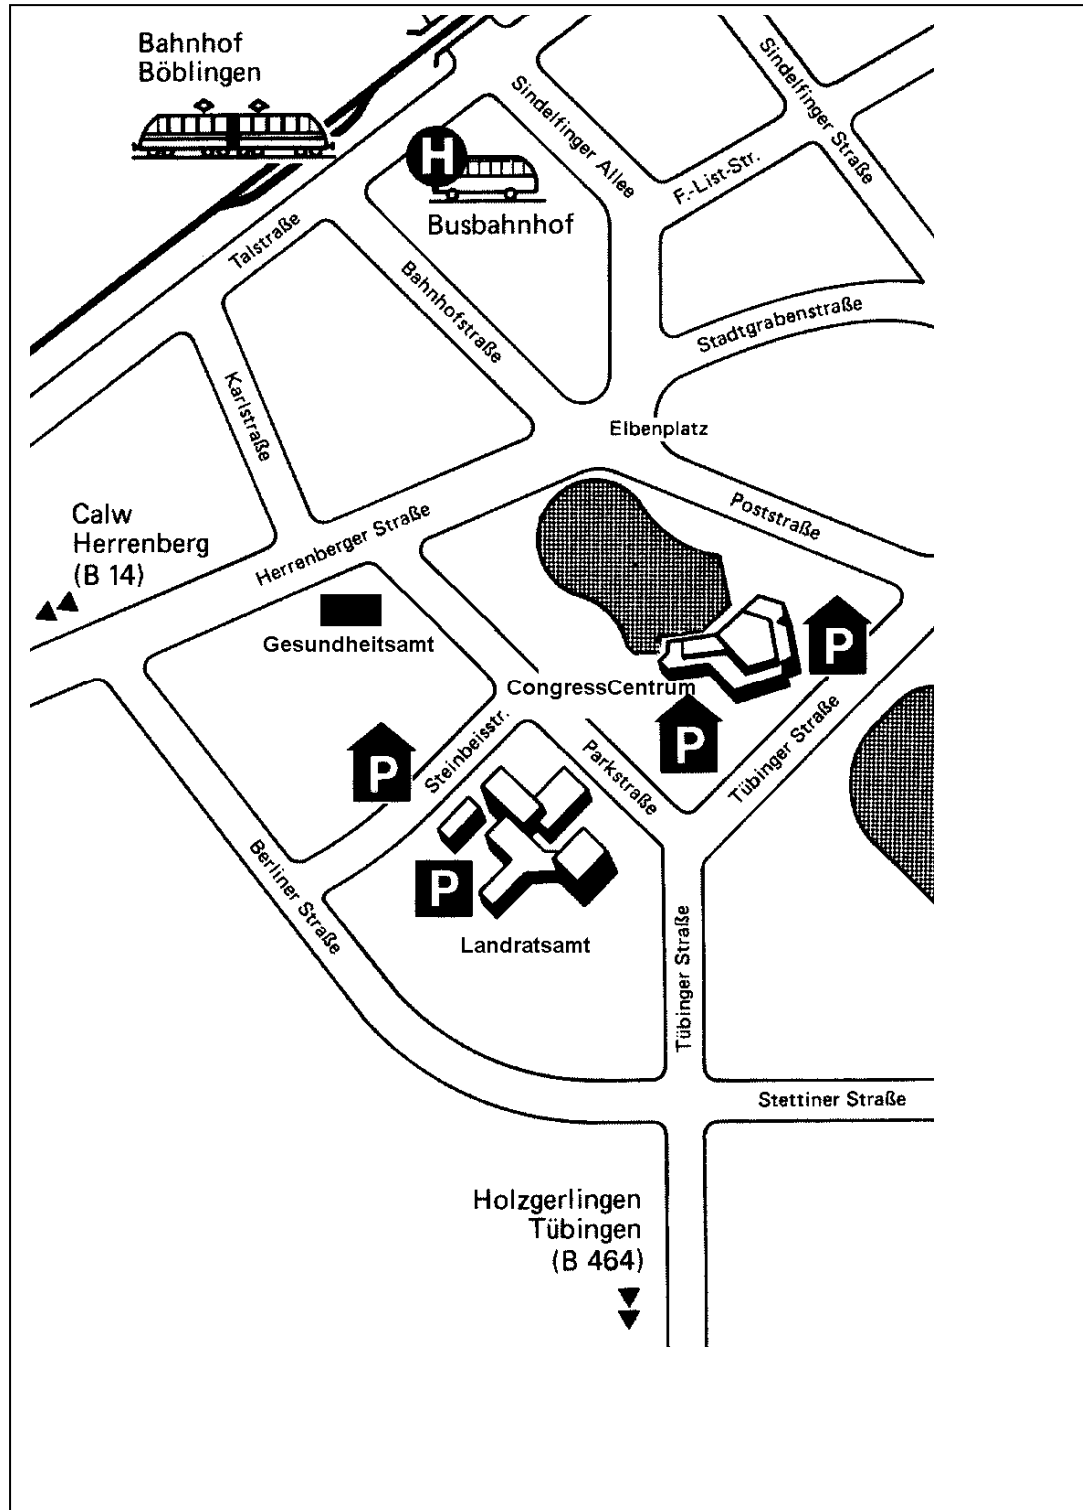 Bahnhof
Böblingen
Sindelfinger Straße
Sindelfinger Allee
H
F.-List-Str.
Busbahnhof
Talstraße
Bahnhofstraße
Stadtgrabenstraße
Karlstraße
Elbenplatz
Calw
Herrenberg
(B 14)
Herrenberger Straße
Poststraße
Gesundheitsamt
P
CongressCentrum
P
Steinbeisstr.
Parkstraße
Tübinger Straße
P
P
Berliner Straße
Landratsamt
Tübinger Straße
Stettiner Straße
Holzgerlingen
Tübingen
(B 464)